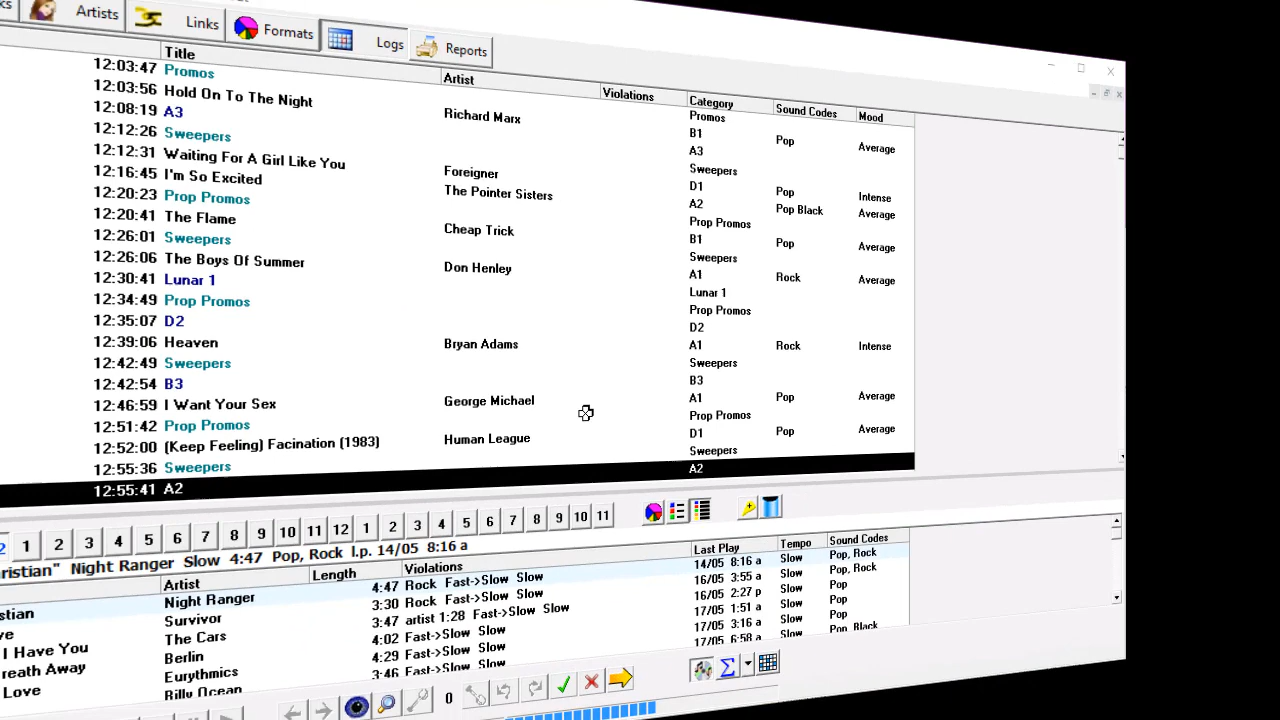 Artists Links Formats Logs Reports
Title Artist Violations Category Sound Codes Mood
12:03:47 Promos Promos
12:03:56 Hold On To The Night Richard Marx B1 Pop Average
12:08:19 A3 A3
12:12:26 Sweepers Sweepers
12:12:31 Waiting For A Girl Like You Foreigner D1 Pop Intense
12:16:45 I'm So Excited The Pointer Sisters A2 Pop Black Average
12:20:23 Prop Promos Prop Promos
12:20:41 The Flame Cheap Trick B1 Pop Average
12:26:01 Sweepers Sweepers
12:26:06 The Boys Of Summer Don Henley A1 Rock Average
12:30:41 Lunar 1 Lunar 1
12:34:49 Prop Promos Prop Promos
12:35:07 D2 D2
12:39:06 Heaven Bryan Adams A1 Rock Intense
12:42:49 Sweepers Sweepers
12:42:54 B3 B3
12:46:59 I Want Your Sex George Michael A1 Pop Average
12:51:42 Prop Promos Prop Promos
12:52:00 (Keep Feeling) Facination (1983) Human League D1 Pop Average
12:55:36 Sweepers Sweepers
12:55:41 A2 A2
2 1 2 3 4 5 6 7 8 9 10 11 12 1 2 3 4 5 6 7 8 9 10 11
ristian" Night Ranger Slow 4:47 Pop, Rock l.p. 14/05 8:16 a
Artist Length Violations Last Play Tempo Sound Codes
stian Night Ranger 4:47 Rock Fast->Slow Slow 14/05 8:16 a Slow Pop, Rock
ve Survivor 3:30 Rock Fast->Slow Slow 16/05 3:55 a Slow Pop, Rock
I Have You The Cars 3:47 artist 1:28 Fast->Slow Slow 16/05 2:27 p Slow Pop
reath Away Berlin 4:02 Fast->Slow Slow 17/05 1:51 a Slow Pop
Love Eurythmics 4:29 Fast->Slow Slow 17/05 3:16 a Slow Pop
Billy Ocean 3:46 Fast->Slow Slow 17/05 6:58 a Slow Pop, Black
0